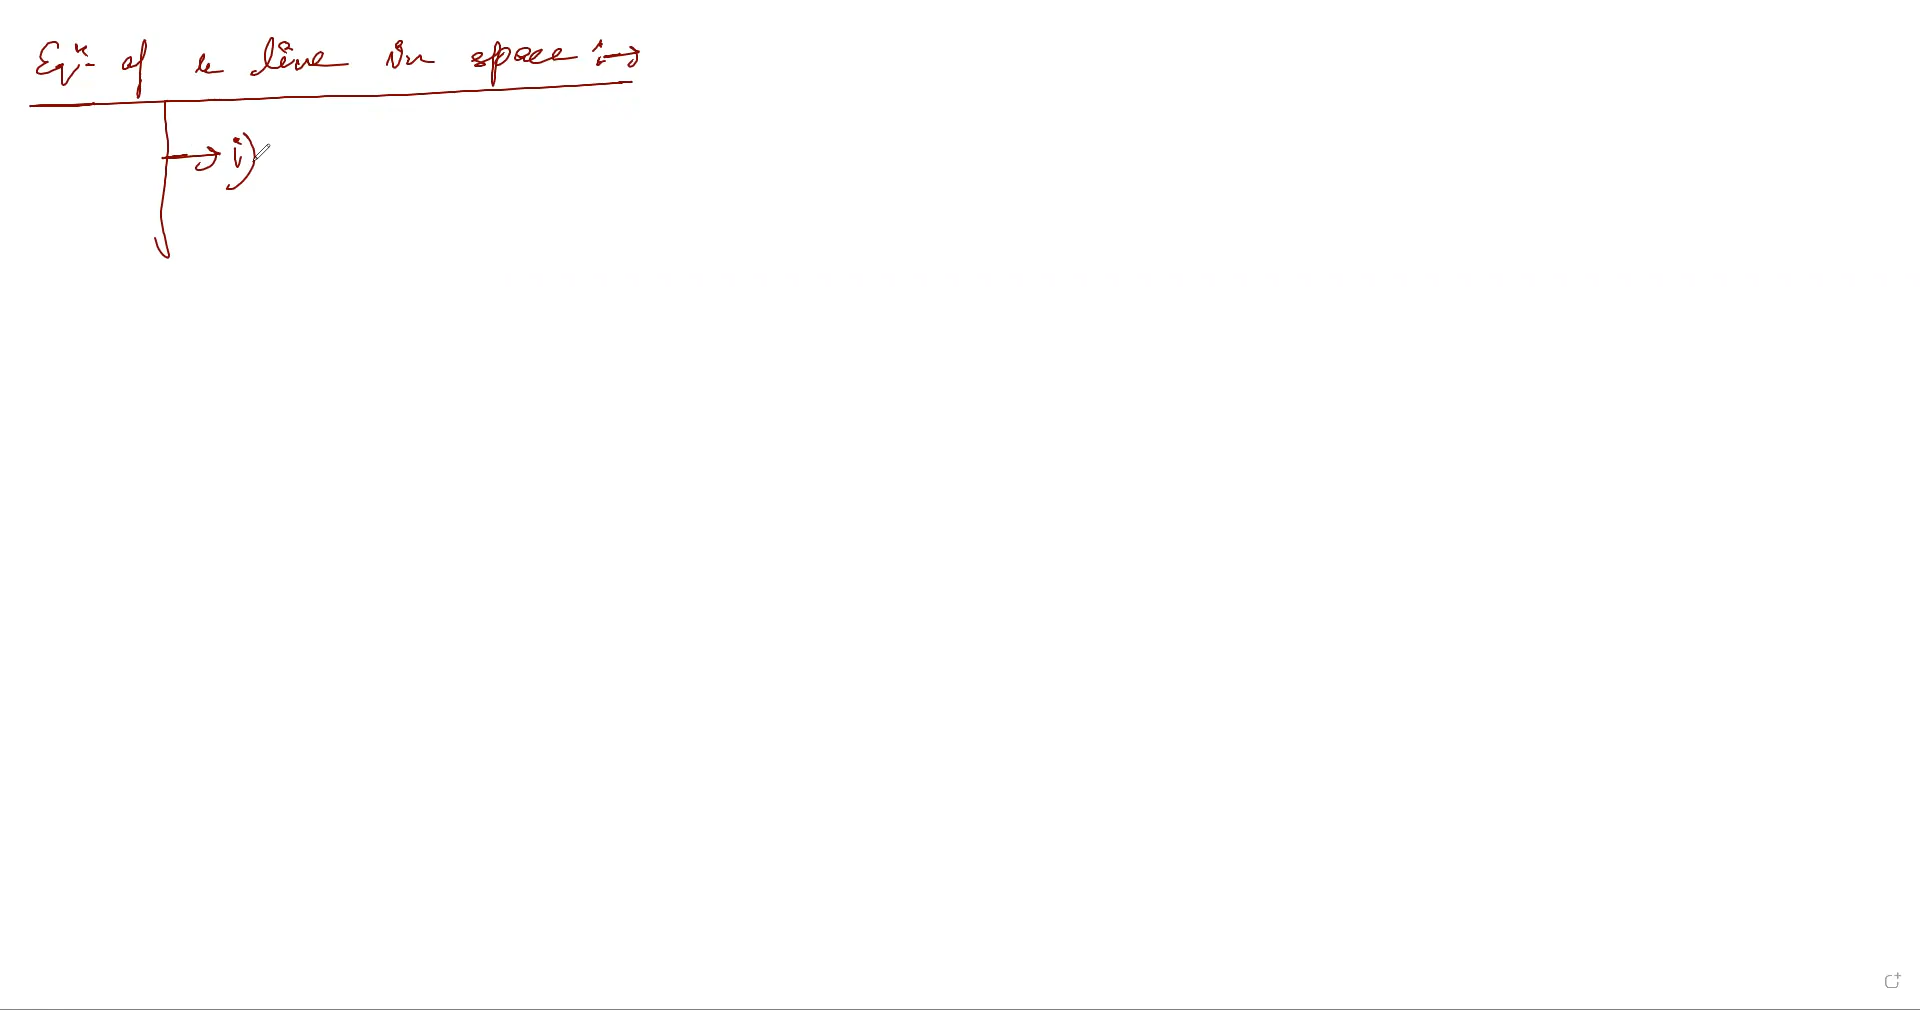 Eqn of a line in space :→
→ i)